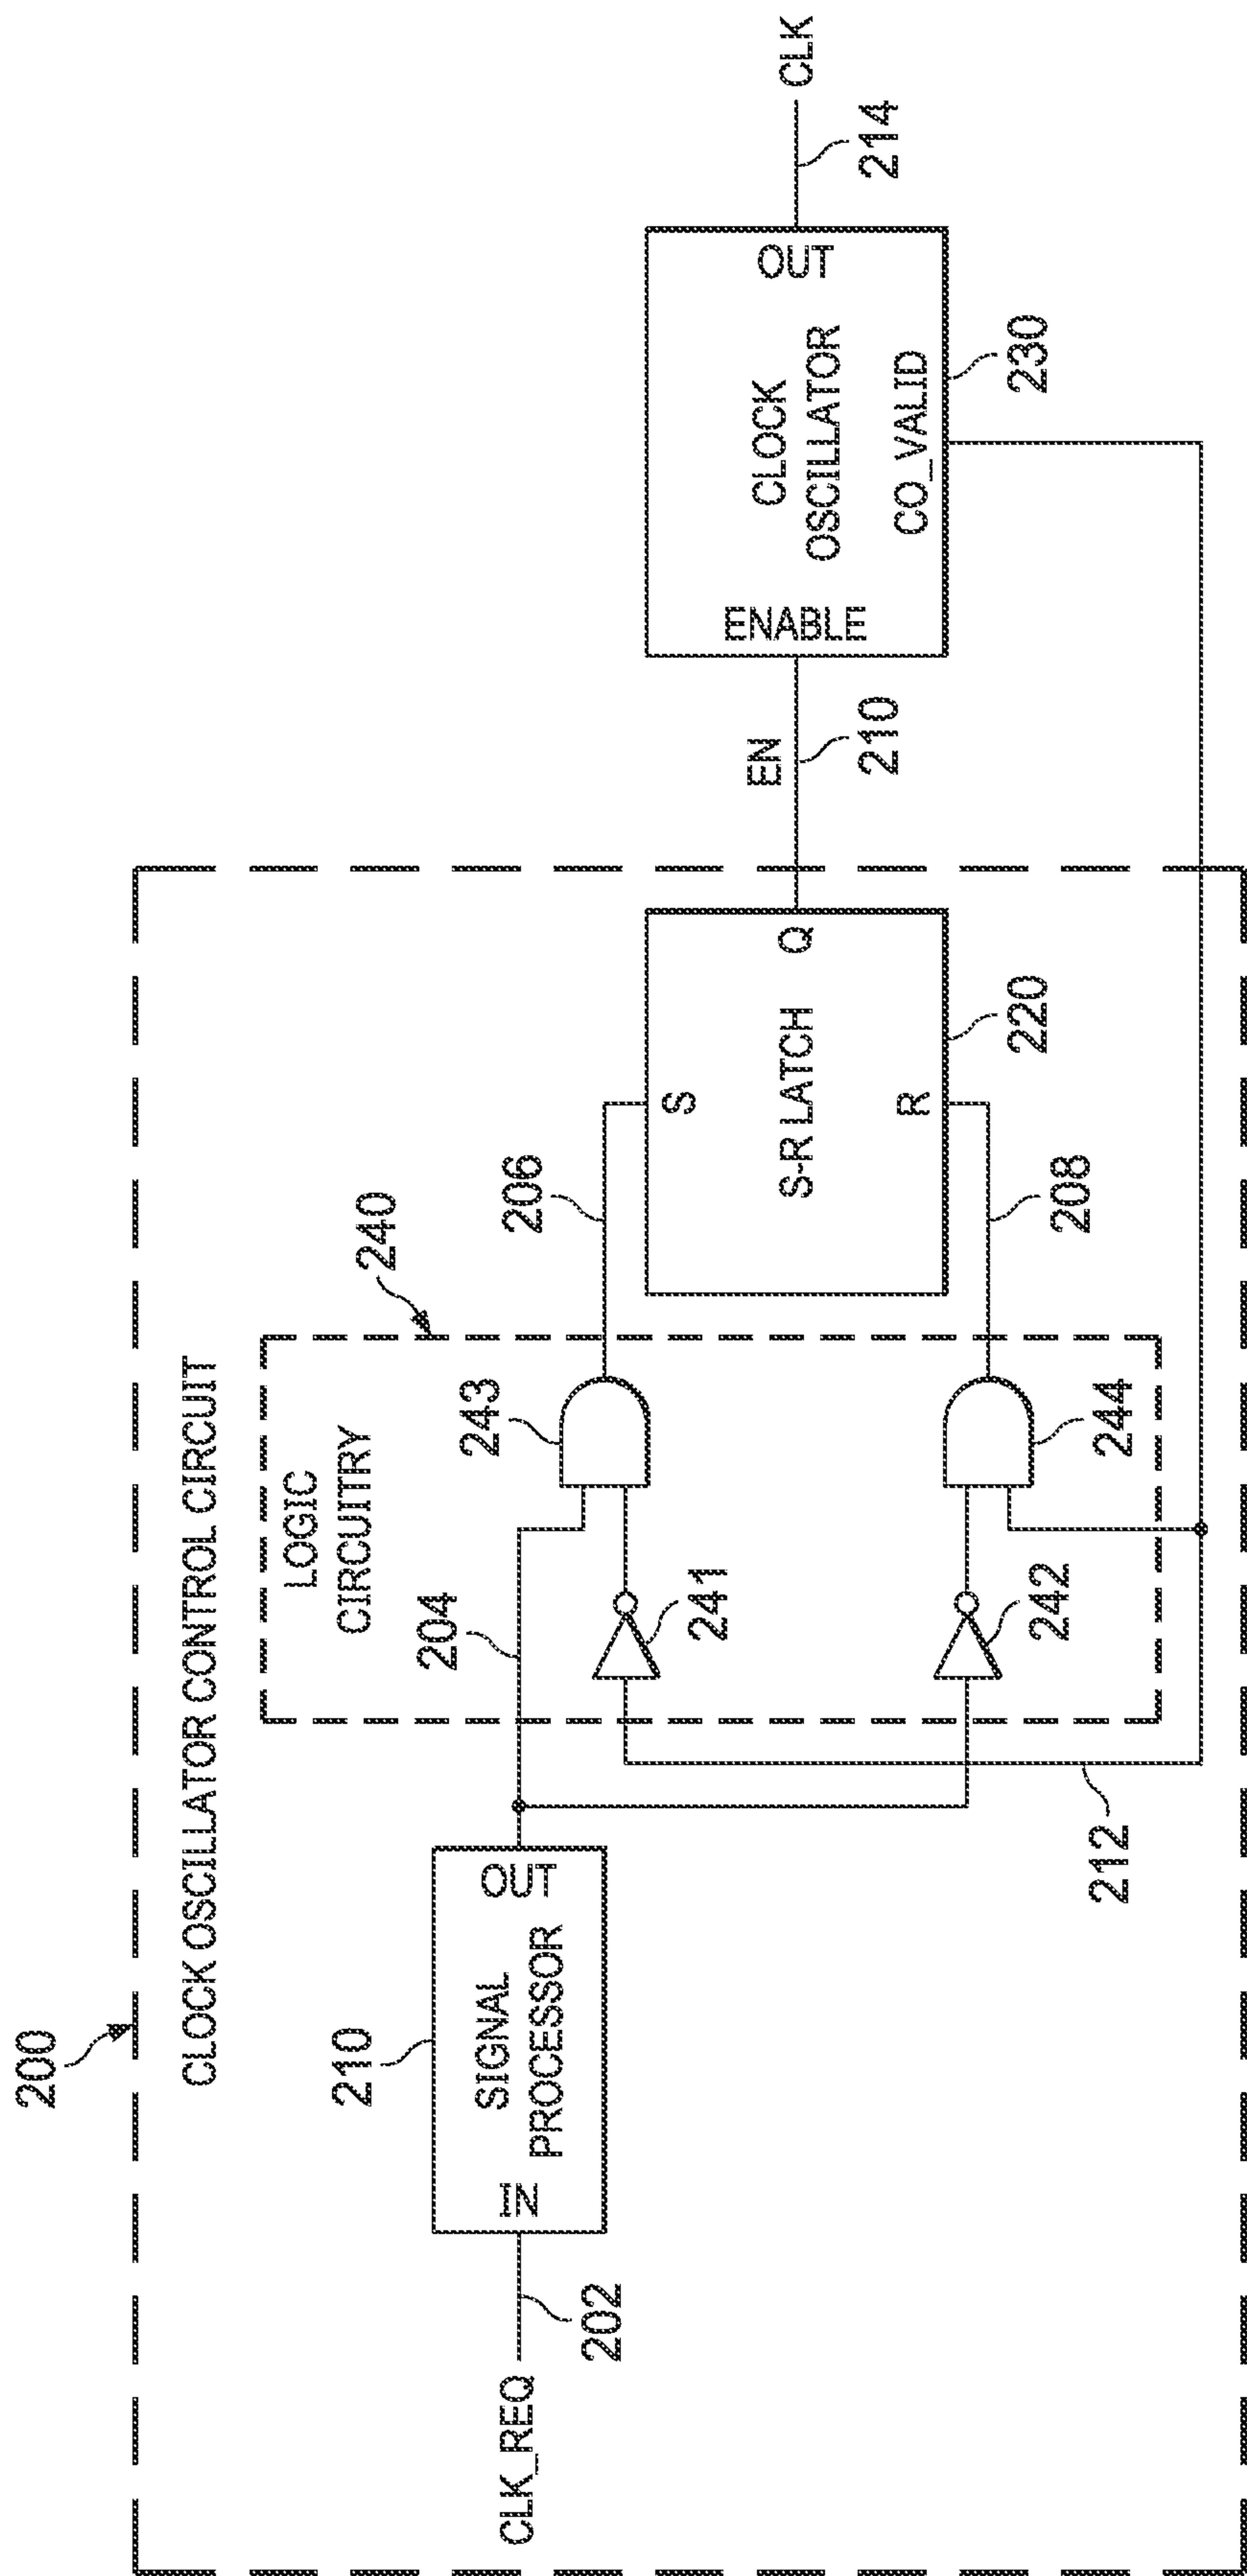 200
CLOCK OSCILLATOR CONTROL CIRCUIT
240
LOGIC
CIRCUITRY
210
SIGNAL
PROCESSOR
IN
OUT
CLK_REQ
202
204
243
241
206
242
244
208
212
S
S-R LATCH
Q
R
220
EN
210
ENABLE
CLOCK
OSCILLATOR
OUT
CO_VALID
230
CLK
214